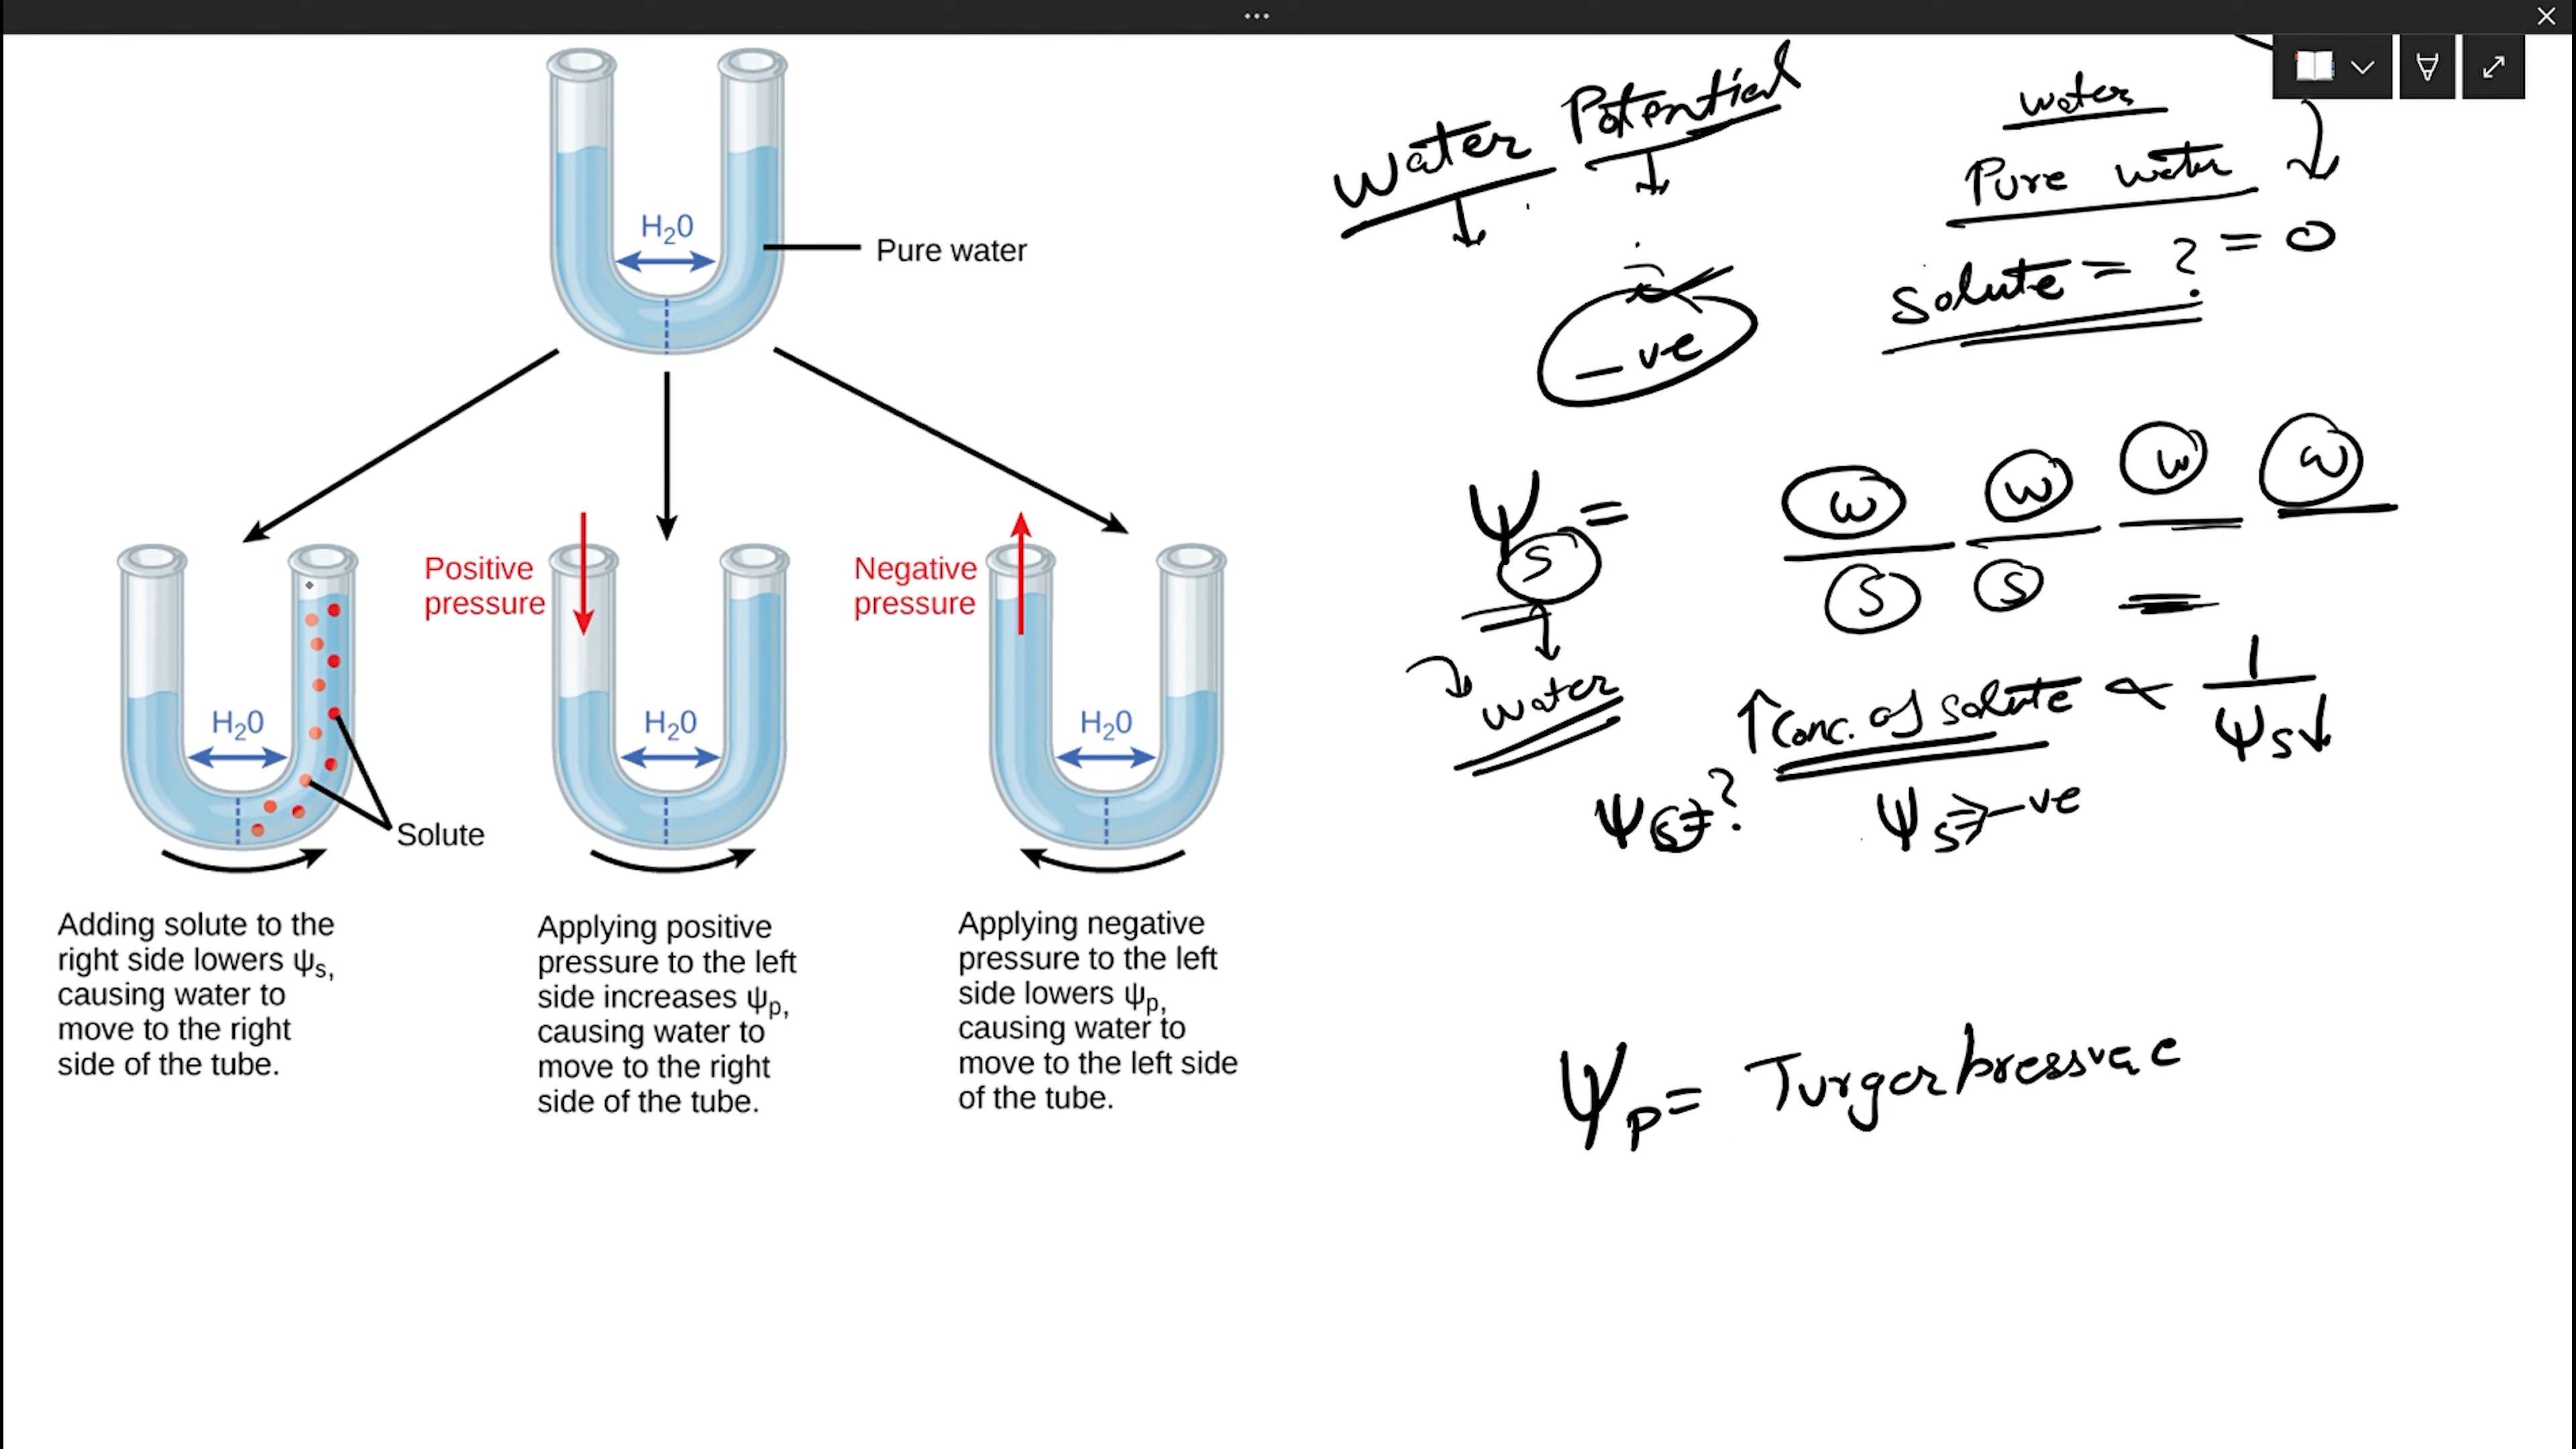 H₂0
Pure water
Positive
pressure
Negative
pressure
H₂0
H₂0
H₂0
Solute
Adding solute to the
right side lowers ψₛ,
causing water to
move to the right
side of the tube.
Applying positive
pressure to the left
side increases ψₚ,
causing water to
move to the right
side of the tube.
Applying negative
pressure to the left
side lowers ψₚ,
causing water to
move to the left side
of the tube.
Water Potential
-ve
water
Pure water
Solute = ? = 0
ψₛ =
W W W W
S S
water
↑ Conc. of solute ∝ 1/ψₛ↓
ψₛ = ?
ψₛ ⇒ -ve
ψₚ = Turger pressure